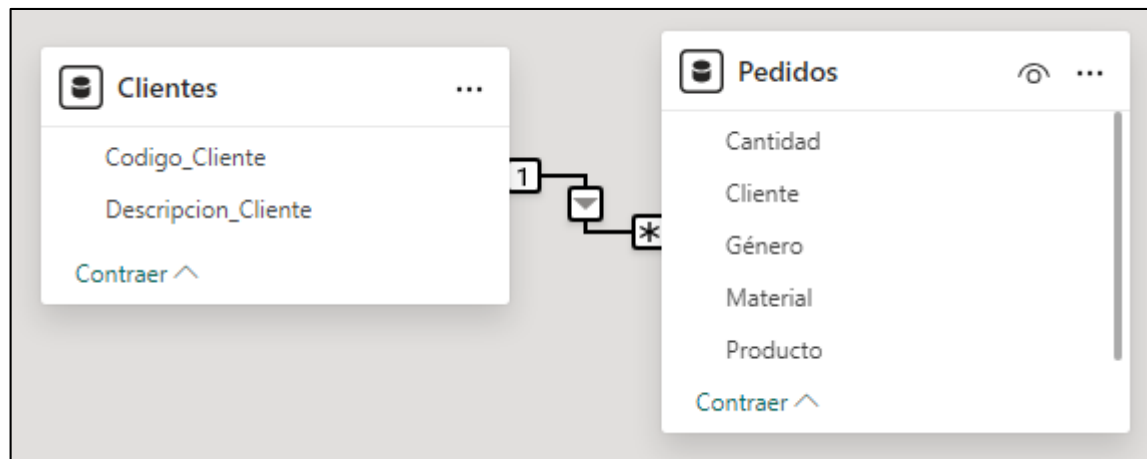 Clientes
Codigo_Cliente
Descripcion_Cliente
Contraer
1
*
Pedidos
Cantidad
Cliente
Género
Material
Producto
Contraer